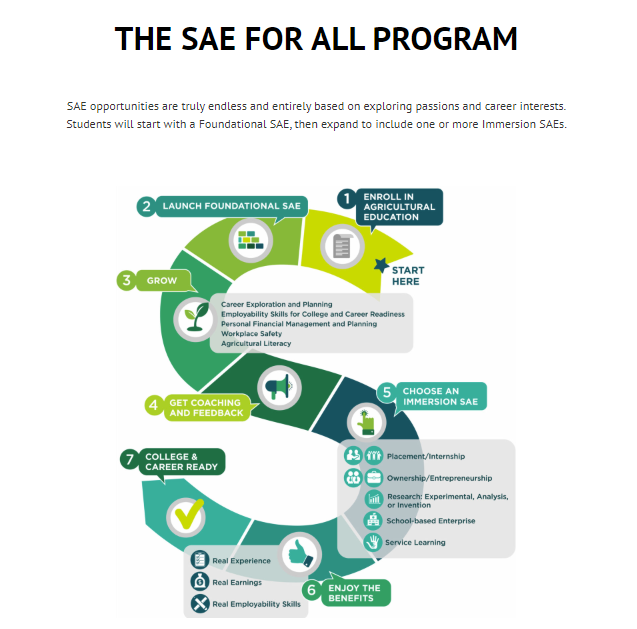 THE SAE FOR ALL PROGRAM
SAE opportunities are truly endless and entirely based on exploring passions and career interests.
Students will start with a Foundational SAE, then expand to include one or more Immersion SAEs.
1
ENROLL IN
AGRICULTURAL
EDUCATION
START
HERE
2
LAUNCH FOUNDATIONAL SAE
3
GROW
Career Exploration and Planning
Employability Skills for College and Career Readiness
Personal Financial Management and Planning
Workplace Safety
Agricultural Literacy
4
GET COACHING
AND FEEDBACK
5
CHOOSE AN
IMMERSION SAE
Placement/Internship
Ownership/Entrepreneurship
Research: Experimental, Analysis,
or Invention
School-based Enterprise
Service Learning
6
ENJOY THE
BENEFITS
Real Experience
$
Real Earnings
Real Employability Skills
7
COLLEGE &
CAREER READY